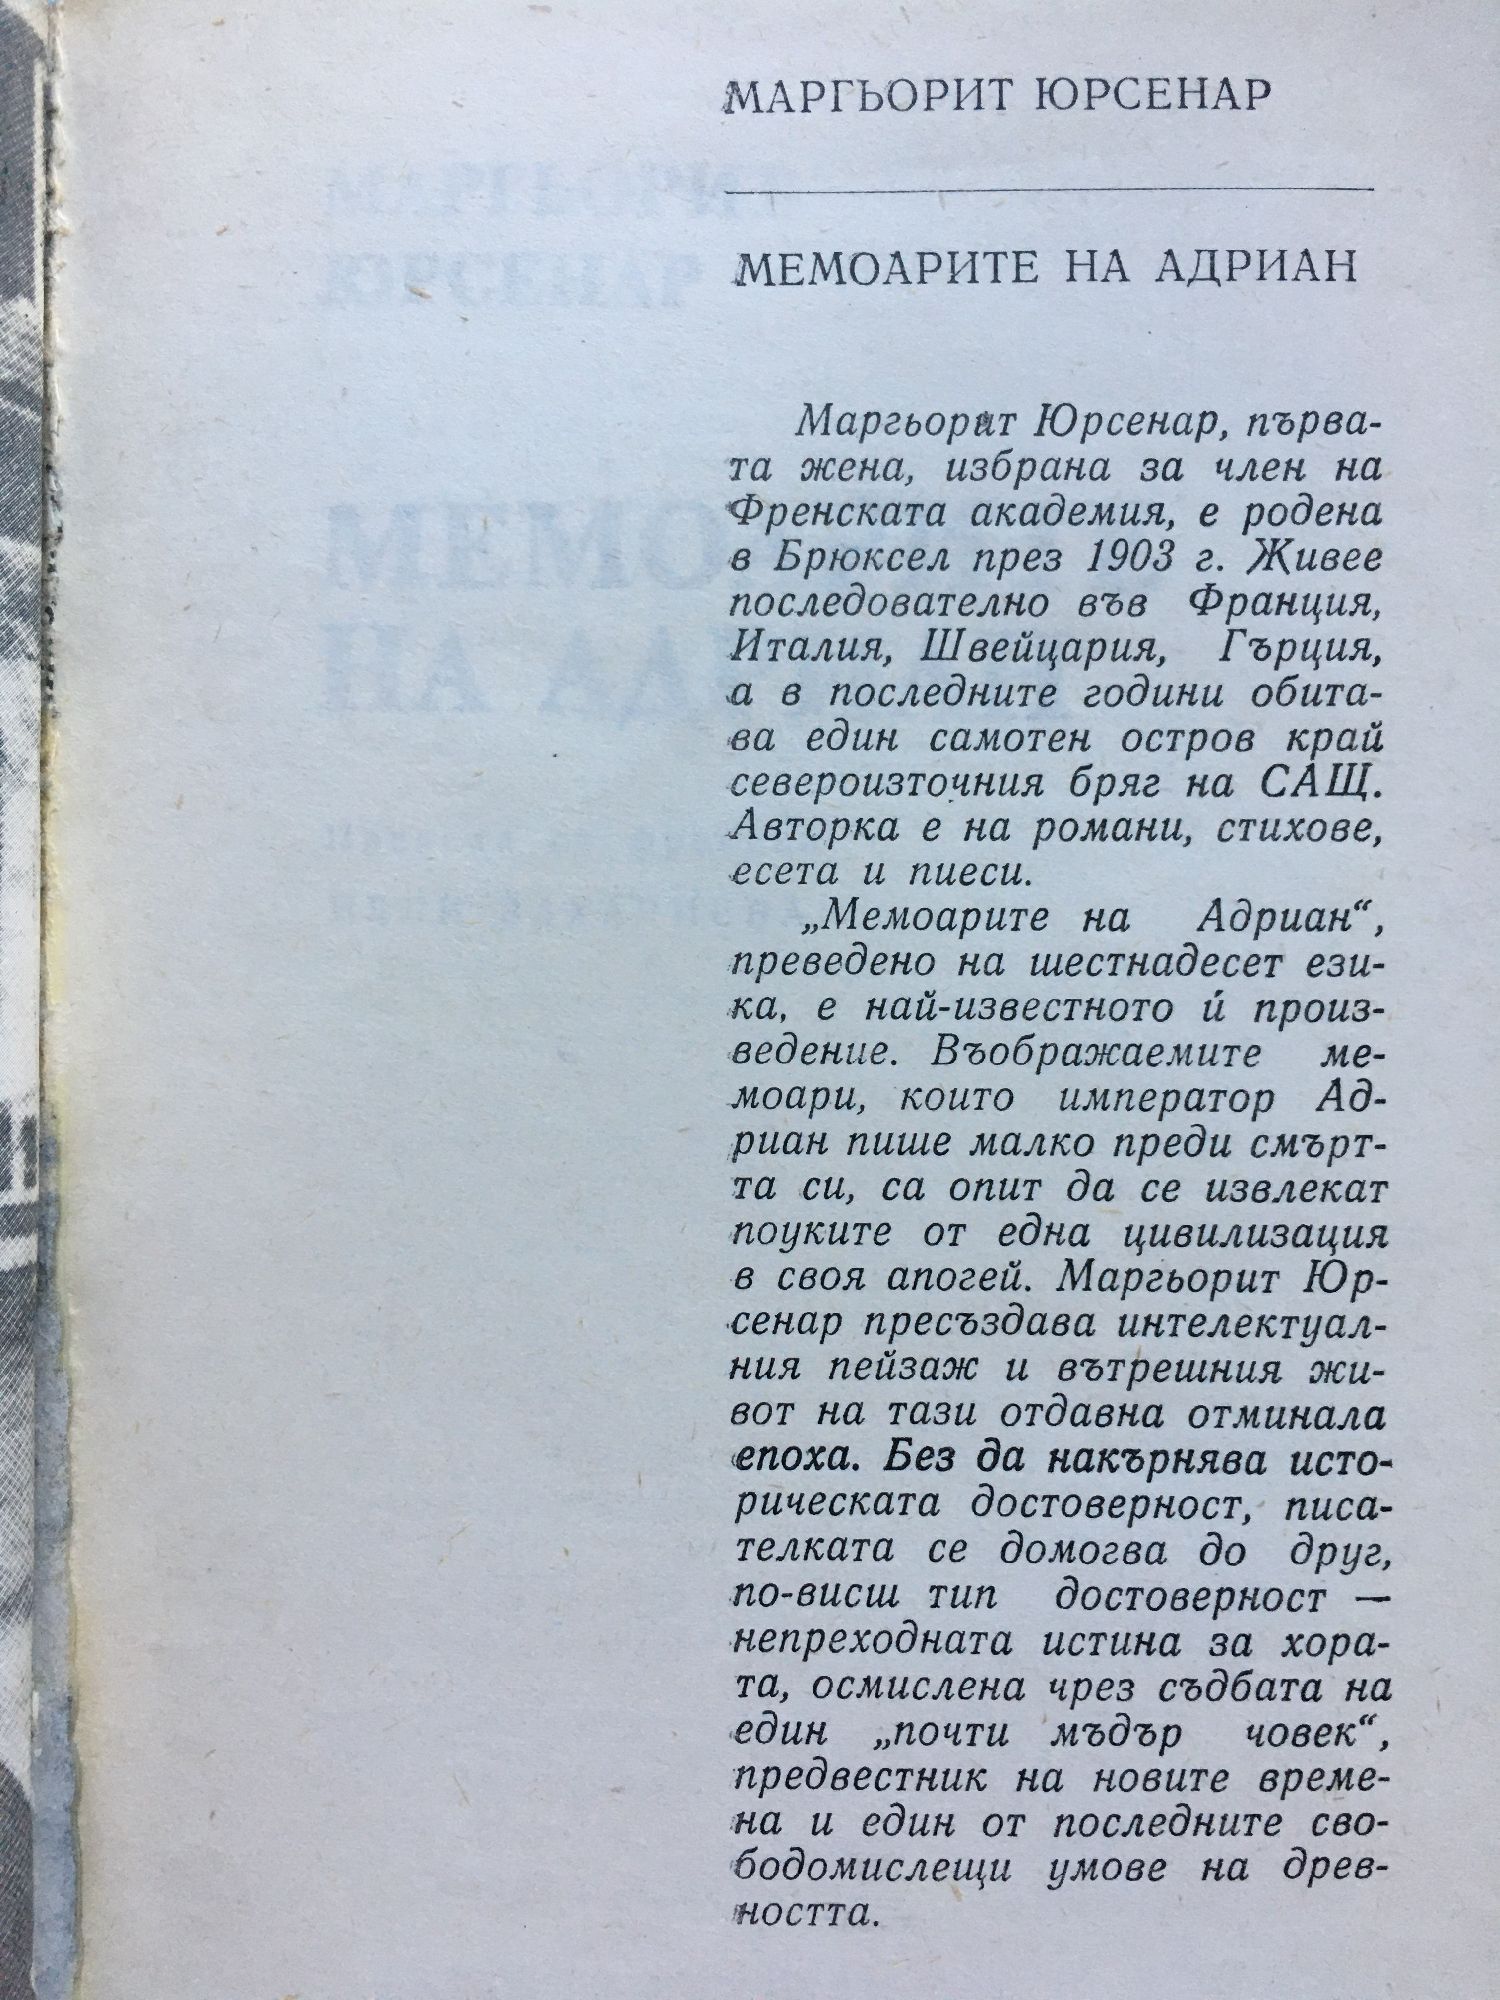 МАРГЬОРИТ ЮРСЕНАР
МЕМОАРИТЕ НА АДРИАН
Маргьорит Юрсенар, първа-
та жена, избрана за член на
Френската академия, е родена
в Брюксел през 1903 г. Живее
последователно във Франция,
Италия, Швейцария, Гърция,
а в последните години обита-
ва един самотен остров край
североизточния бряг на САЩ.
Авторка е на романи, стихове,
есета и пиеси.
„Мемоарите на Адриан“,
преведено на шестнадесет ези-
ка, е най-известното ѝ произ-
ведение. Въображаемите ме-
моари, които император Ад-
риан пише малко преди смърт-
та си, са опит да се извлекат
поуките от една цивилизация
в своя апогей. Маргьорит Юр-
сенар пресъздава интелектуал-
ния пейзаж и вътрешния жи-
вот на тази отдавна отминала
епоха. Без да накърнява исто-
рическата достоверност, писа-
телката се домогва до друг,
по-висш тип достоверност —
непреходната истина за хора-
та, осмислена чрез съдбата на
един „почти мъдър човек“,
предвестник на новите време-
на и един от последните сво-
бодомислещи умове на древ-
ността.